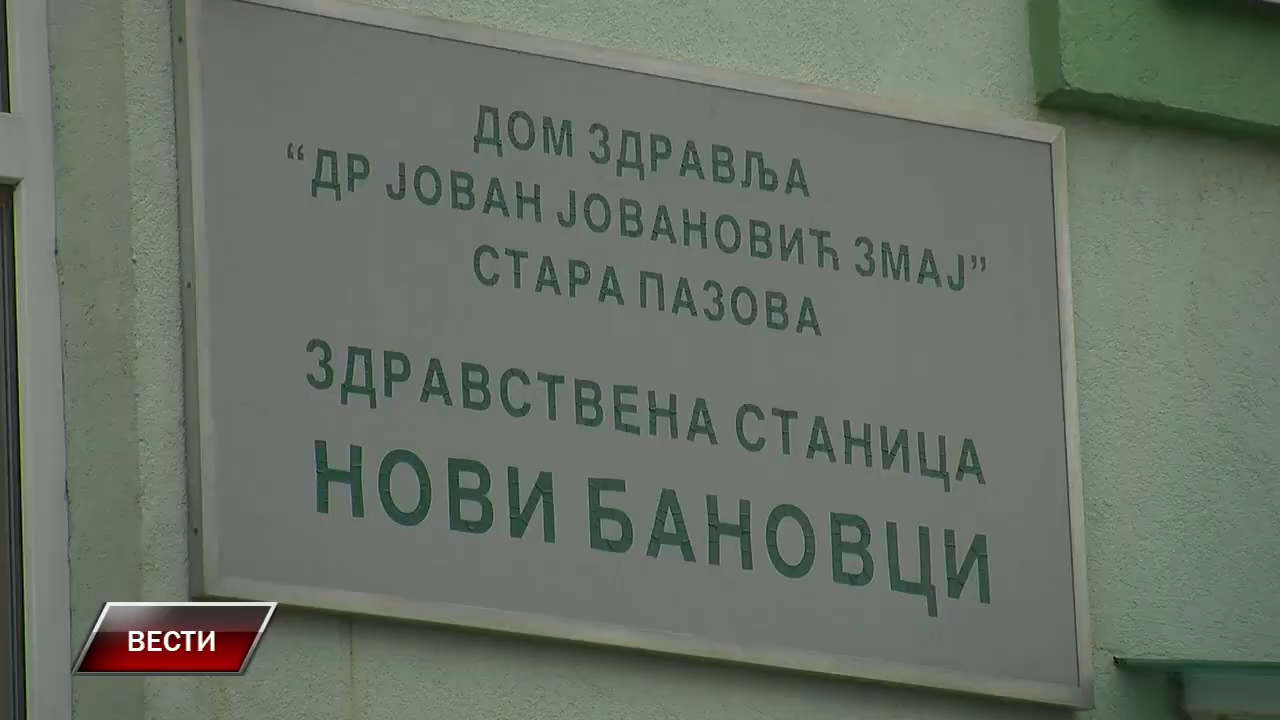 ДОМ ЗДРАВЉА
“ДР ЈОВАН ЈОВАНОВИЋ ЗМАЈ”
СТАРА ПАЗОВА
ЗДРАВСТВЕНА СТАНИЦА
НОВИ БАНОВЦИ
ВЕСТИ